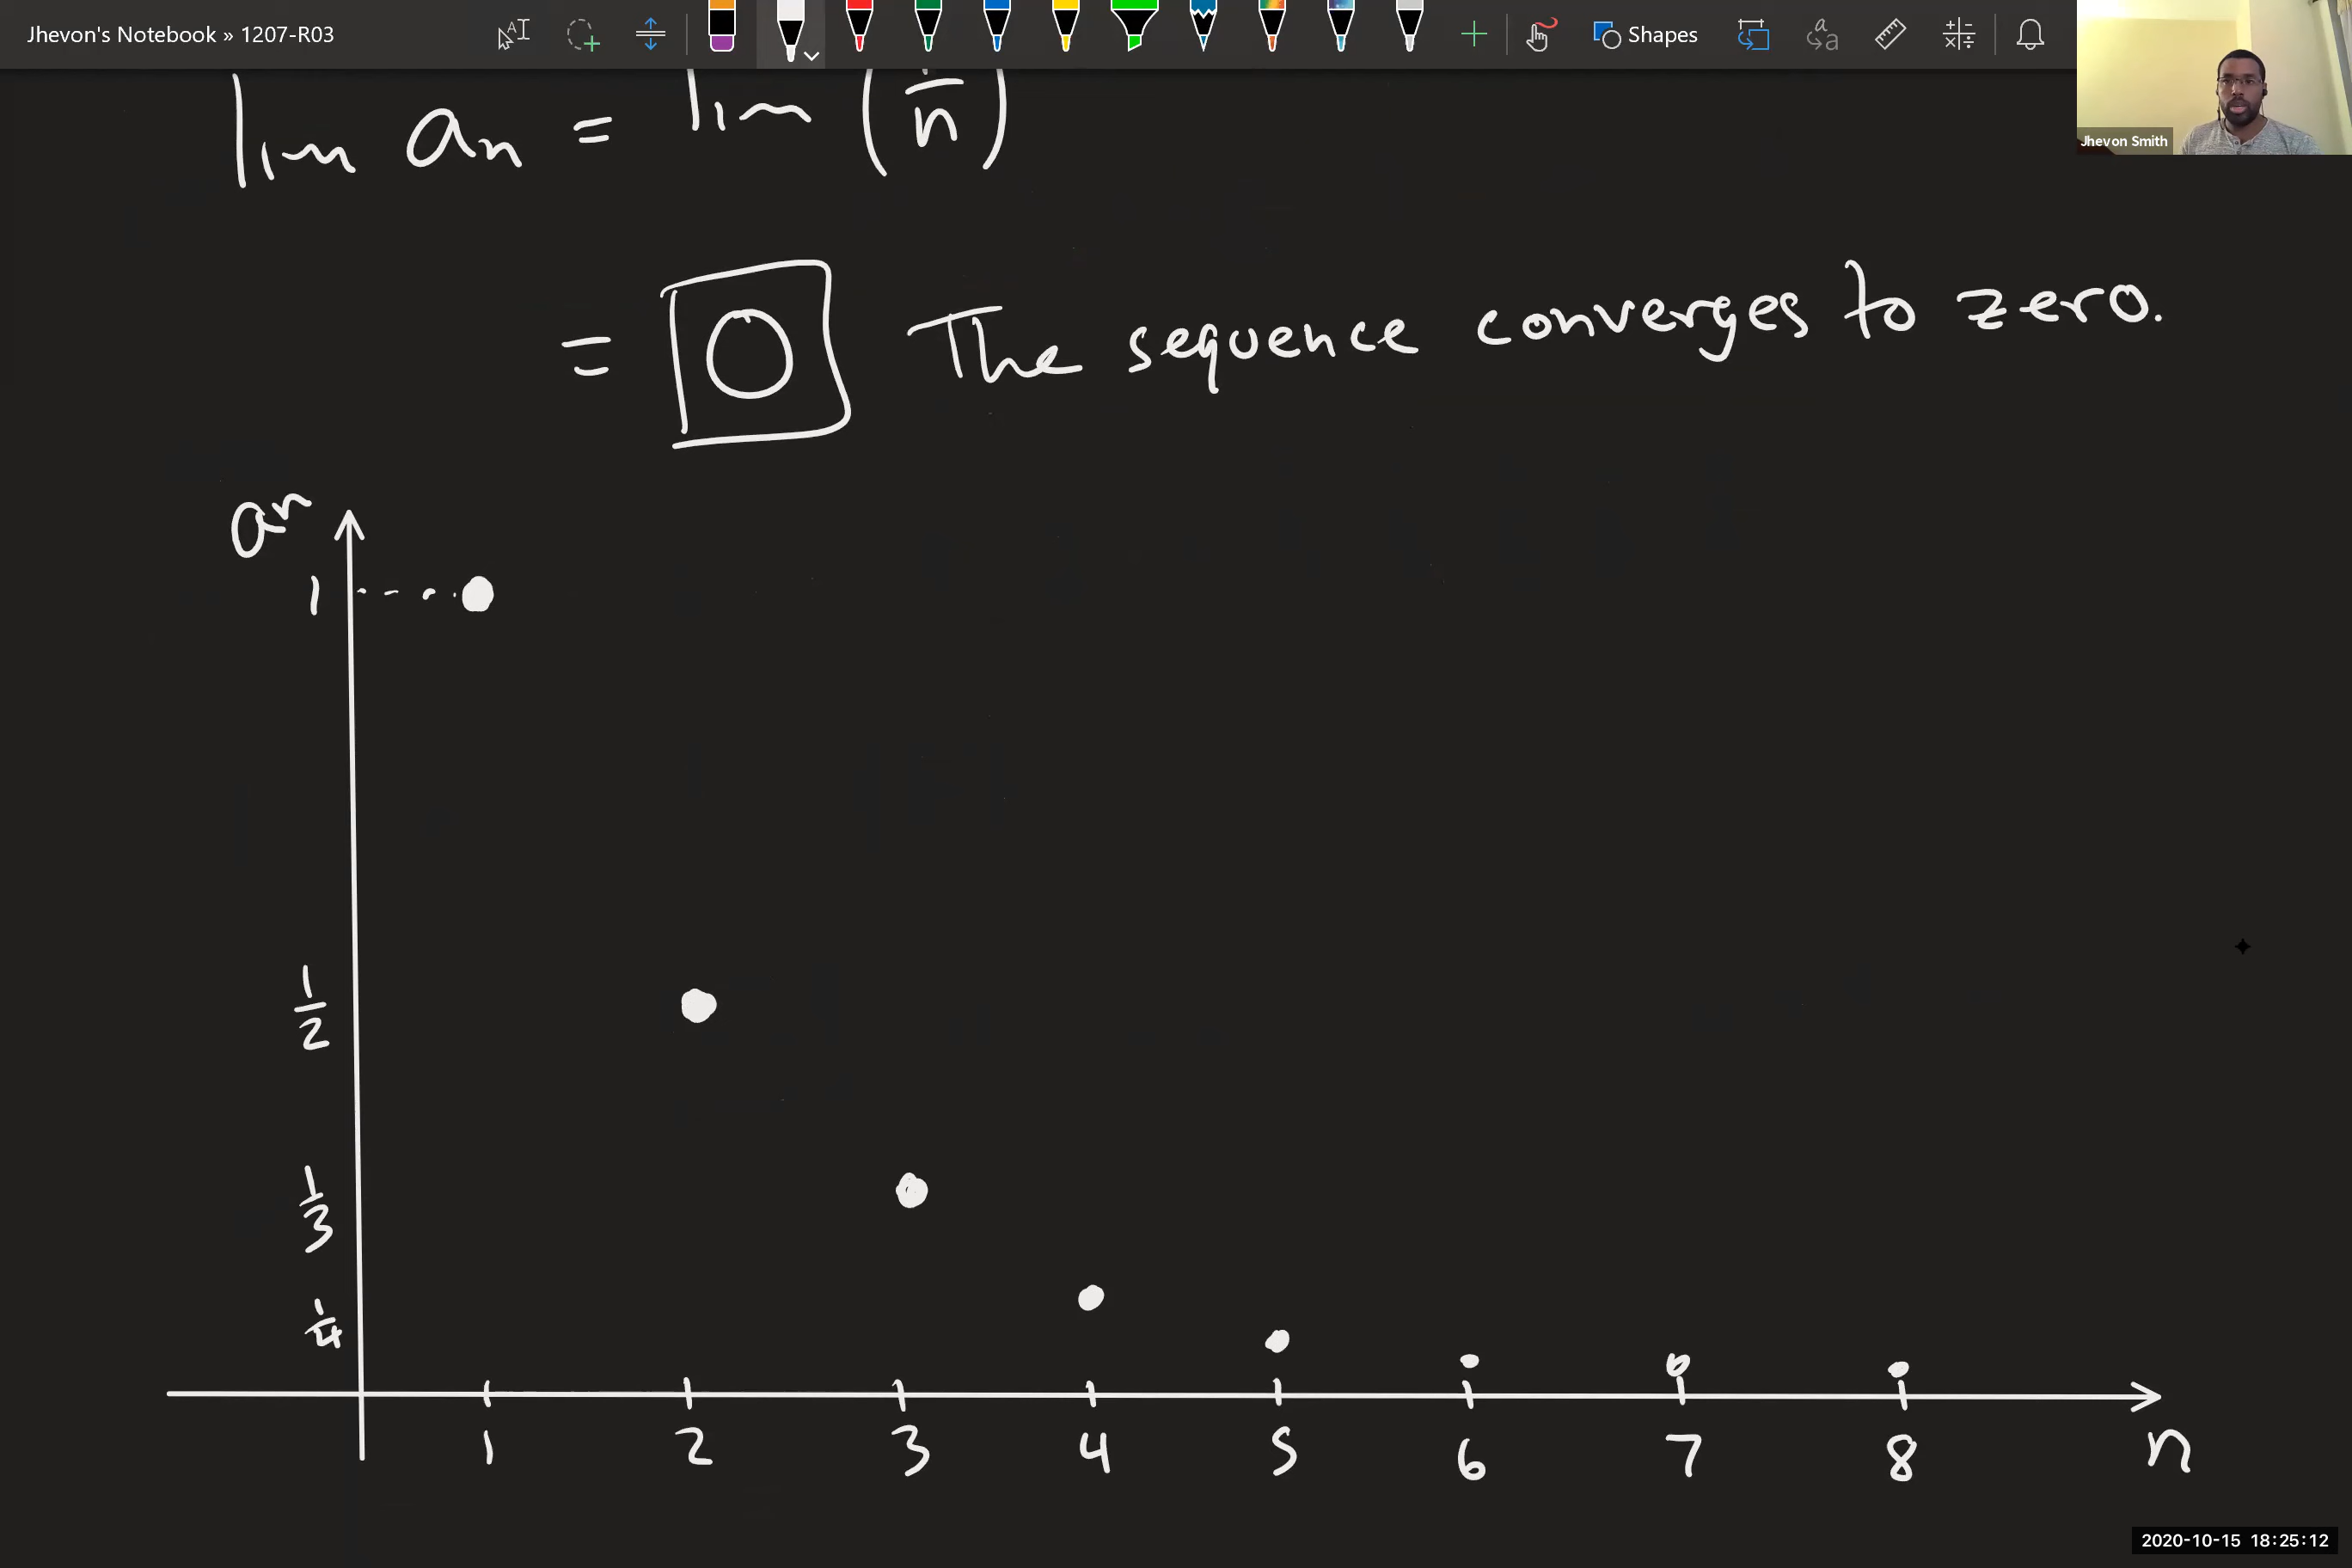 Jhevon's Notebook » 1207-R03
Shapes
Jhevon Smith
lim aₙ = lim (1/n)
= 0 The sequence converges to zero.
aₙ
1
1/2
1/3
1/4
1 2 3 4 5 6 7 8 n
2020-10-15 18:25:12